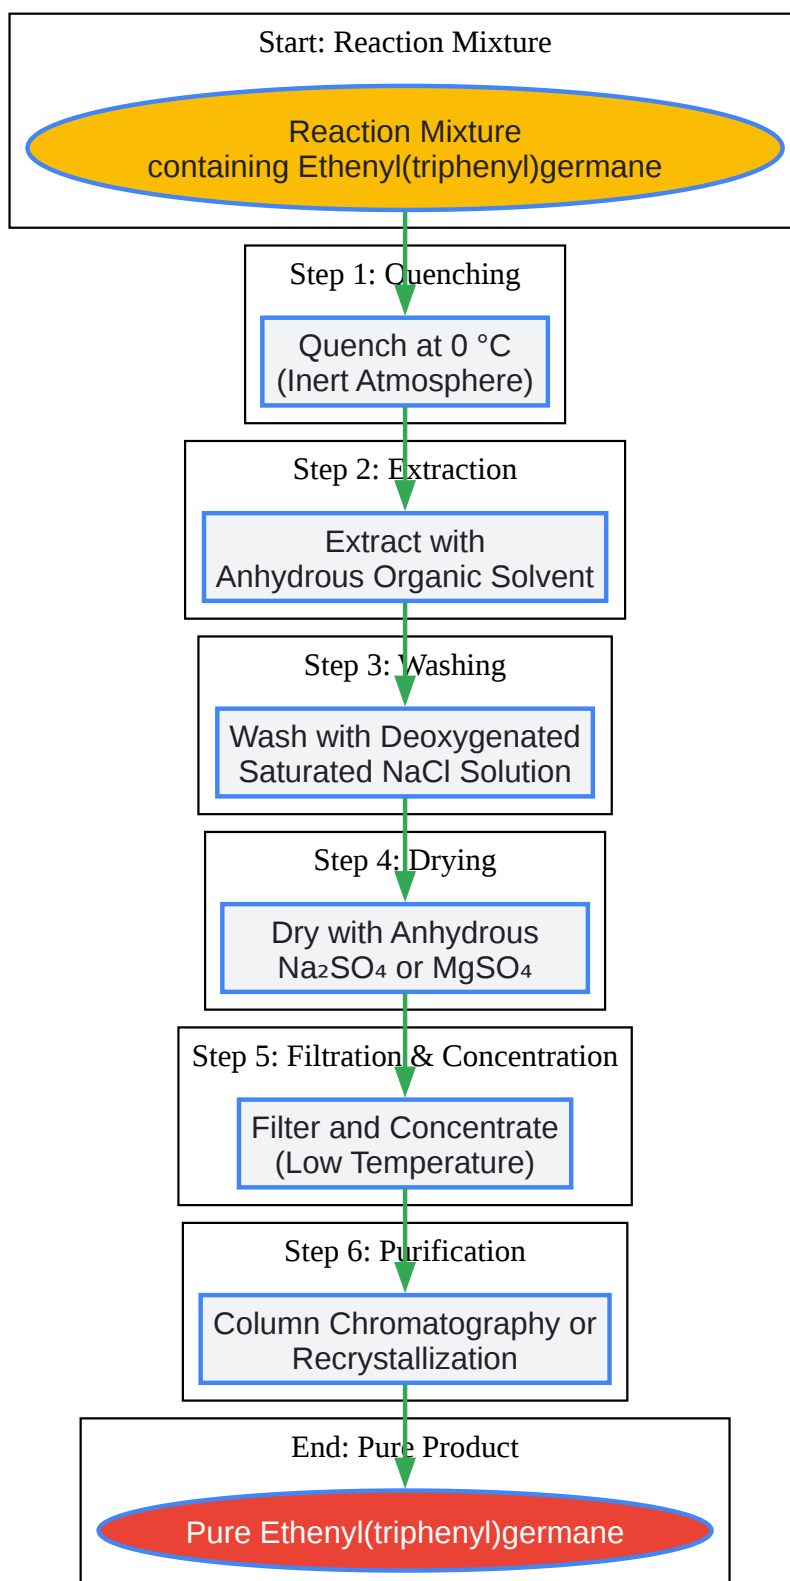 Start: Reaction Mixture
Reaction Mixture
containing Ethenyl(triphenyl)germane
Step 1: Quenching
Quench at 0 °C
(Inert Atmosphere)
Step 2: Extraction
Extract with
Anhydrous Organic Solvent
Step 3: Washing
Wash with Deoxygenated
Saturated NaCl Solution
Step 4: Drying
Dry with Anhydrous
Na₂SO₄ or MgSO₄
Step 5: Filtration & Concentration
Filter and Concentrate
(Low Temperature)
Step 6: Purification
Column Chromatography or
Recrystallization
End: Pure Product
Pure Ethenyl(triphenyl)germane